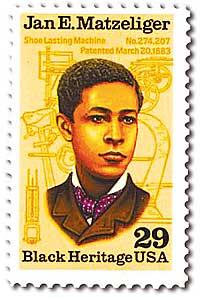 Jan E. Matzeliger
Shoe Lasting Machine No. 274,207
Patented March 20, 1883
29
Black Heritage USA